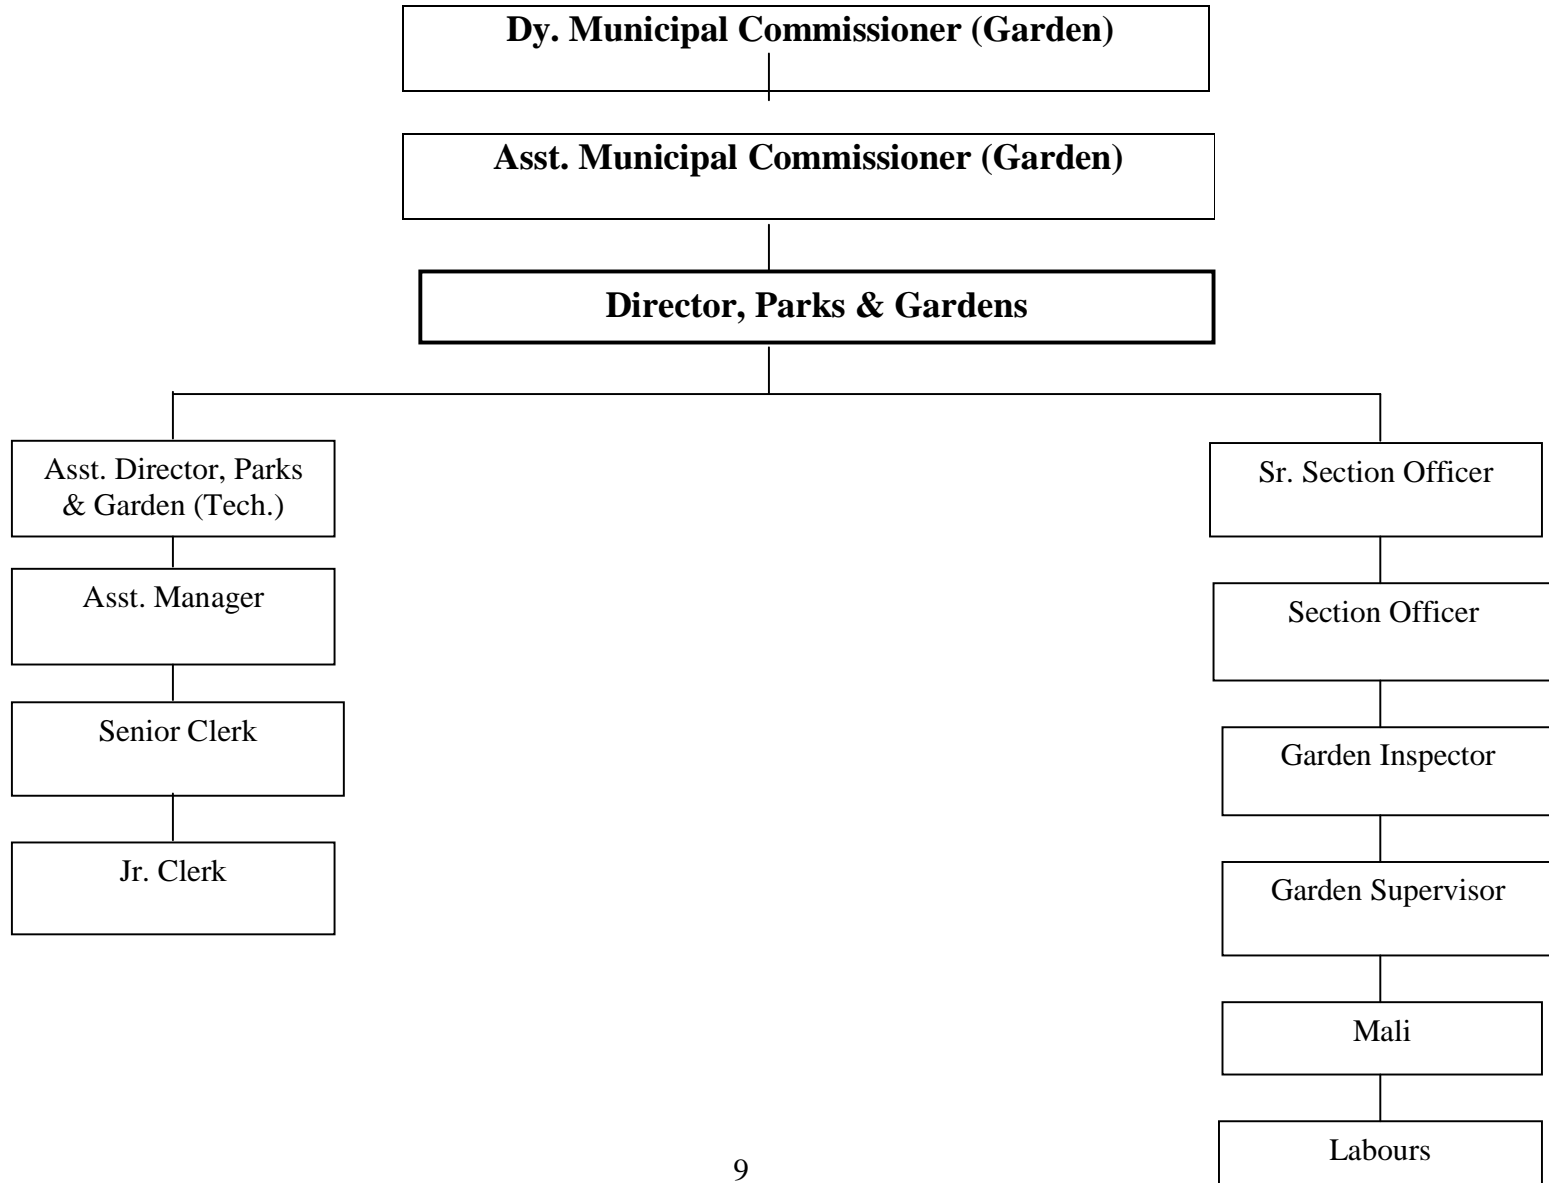 Dy. Municipal Commissioner (Garden)
Asst. Municipal Commissioner (Garden)
Director, Parks & Gardens
Asst. Director, Parks
& Garden (Tech.)
Asst. Manager
Senior Clerk
Jr. Clerk
Sr. Section Officer
Section Officer
Garden Inspector
Garden Supervisor
Mali
Labours
9